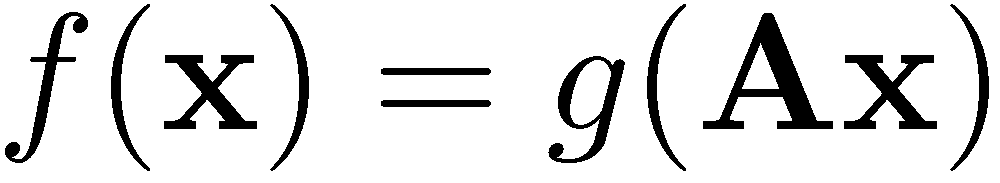 f(x) = g(Ax)